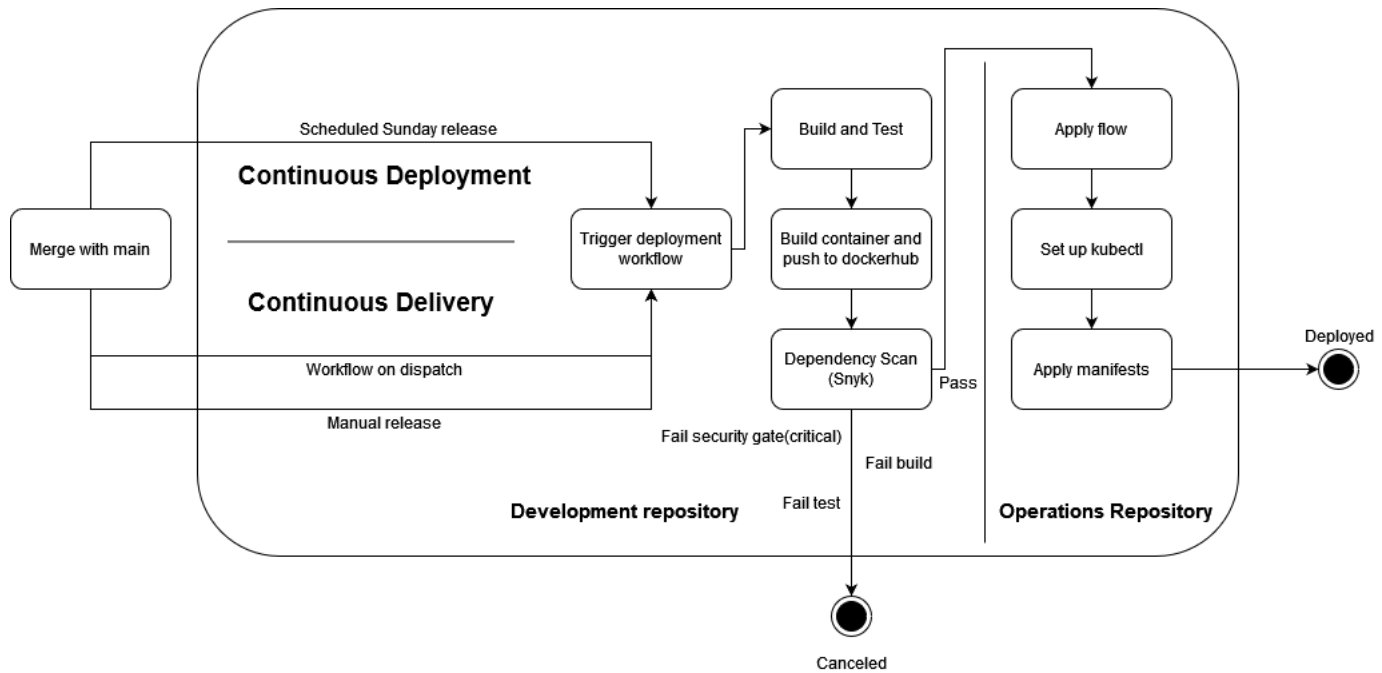 Scheduled Sunday release
Continuous Deployment
Merge with main
Continuous Delivery
Workflow on dispatch
Manual release
Trigger deployment
workflow
Build and Test
Build container and
push to dockerhub
Dependency Scan
(Snyk)
Pass
Fail security gate(critical)
Fail build
Fail test
Development repository
Apply flow
Set up kubectl
Apply manifests
Operations Repository
Deployed
Canceled